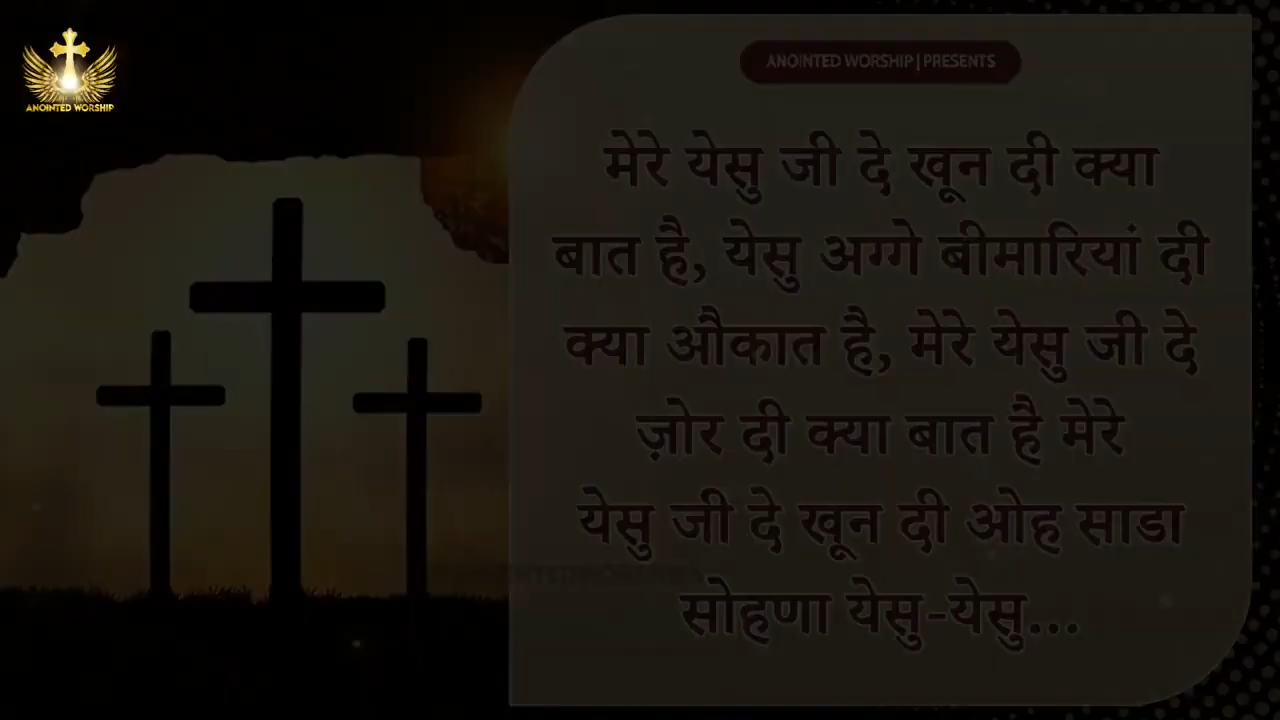 ANOINTED WORSHIP
ANOINTED WORSHIP | PRESENTS
मेरे येसु जी दे खून दी क्या
बात है, येसु अग्गे बीमारियां दी
क्या औकात है, मेरे येसु जी दे
ज़ोर दी क्या बात है मेरे
येसु जी दे खून दी ओह साडा
सोहणा येसु-येसु...